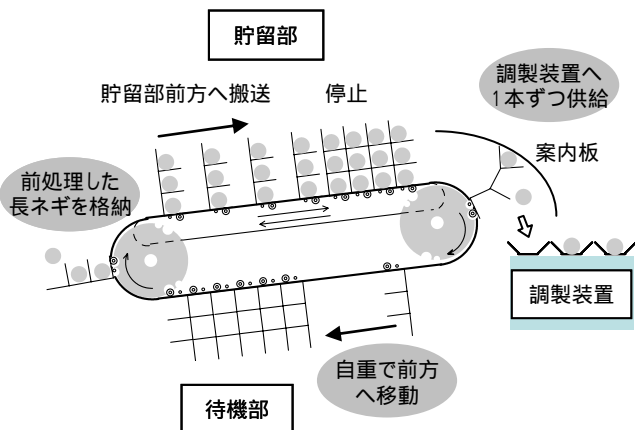 貯留部
貯留部前方へ搬送
停止
調製装置へ
1本ずつ供給
案内板
前処理した
長ネギを格納
調製装置
自重で前方
へ移動
待機部